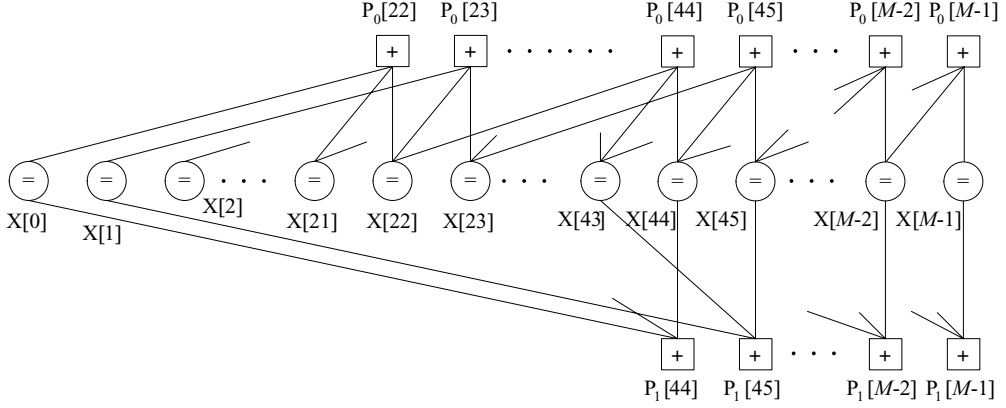 P₀[22] P₀[23] P₀[44] P₀[45] P₀[M-2] P₀[M-1]
+ + · · · · · · + + · · · + +
= = = · · · = = = · · · = = = · · · = =
X[0] X[1] X[2] X[21] X[22] X[23] X[43] X[44] X[45] X[M-2] X[M-1]
+ + · · · + +
P₁[44] P₁[45] P₁[M-2] P₁[M-1]